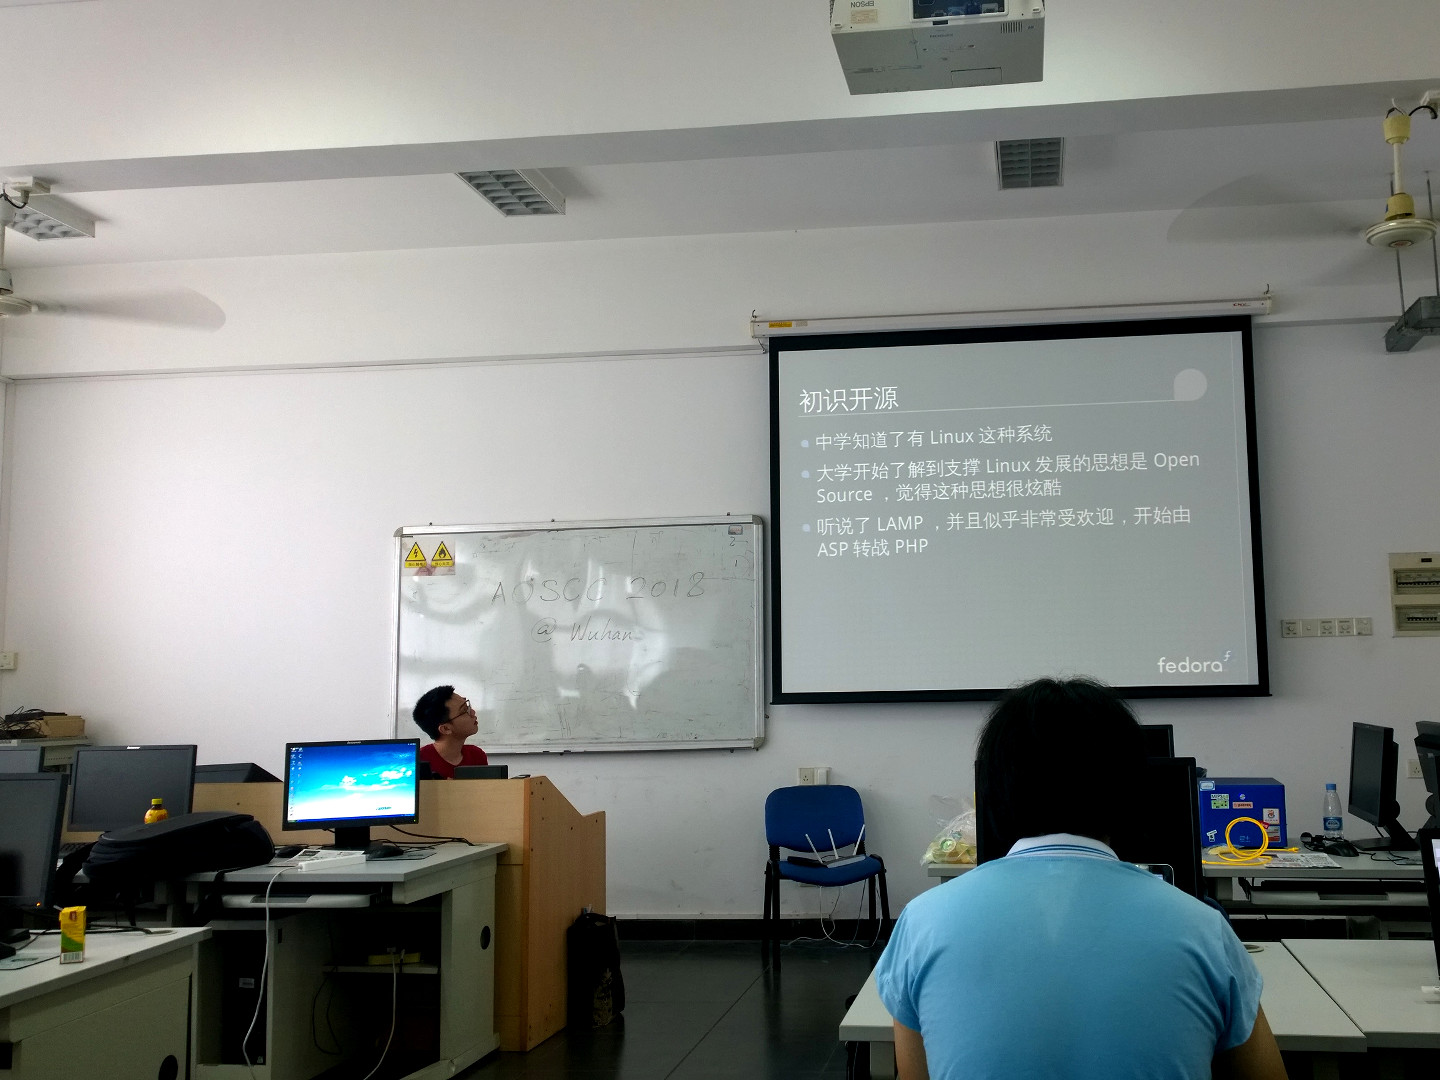 EPSON
初识开源
中学知道了有 Linux 这种系统
大学开始了解到支撑 Linux 发展的思想是 Open
Source ，觉得这种思想很炫酷
听说了 LAMP ，并且似乎非常受欢迎，开始由
ASP 转战 PHP
fedora
AOSCC 2018
@ Wuhan